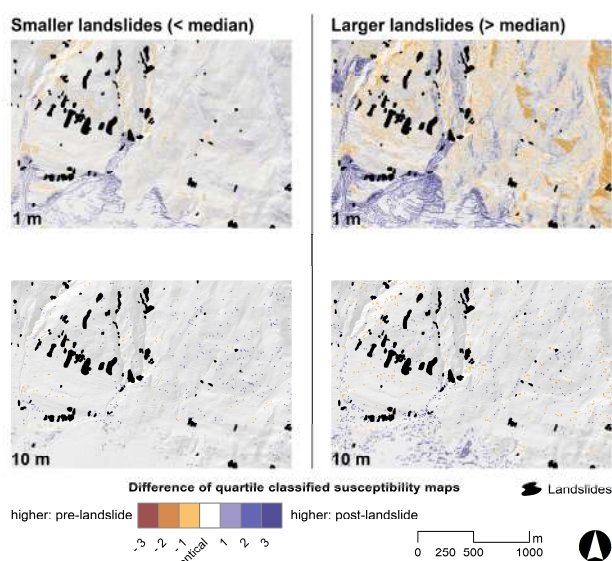 Smaller landslides (< median)
Larger landslides (> median)
1 m
1 m
10 m
10 m
Difference of quartile classified susceptibility maps
Landslides
higher: pre-landslide
higher: post-landslide
- 3
- 2
- 1
1
2
3
m
0 250 500 1000